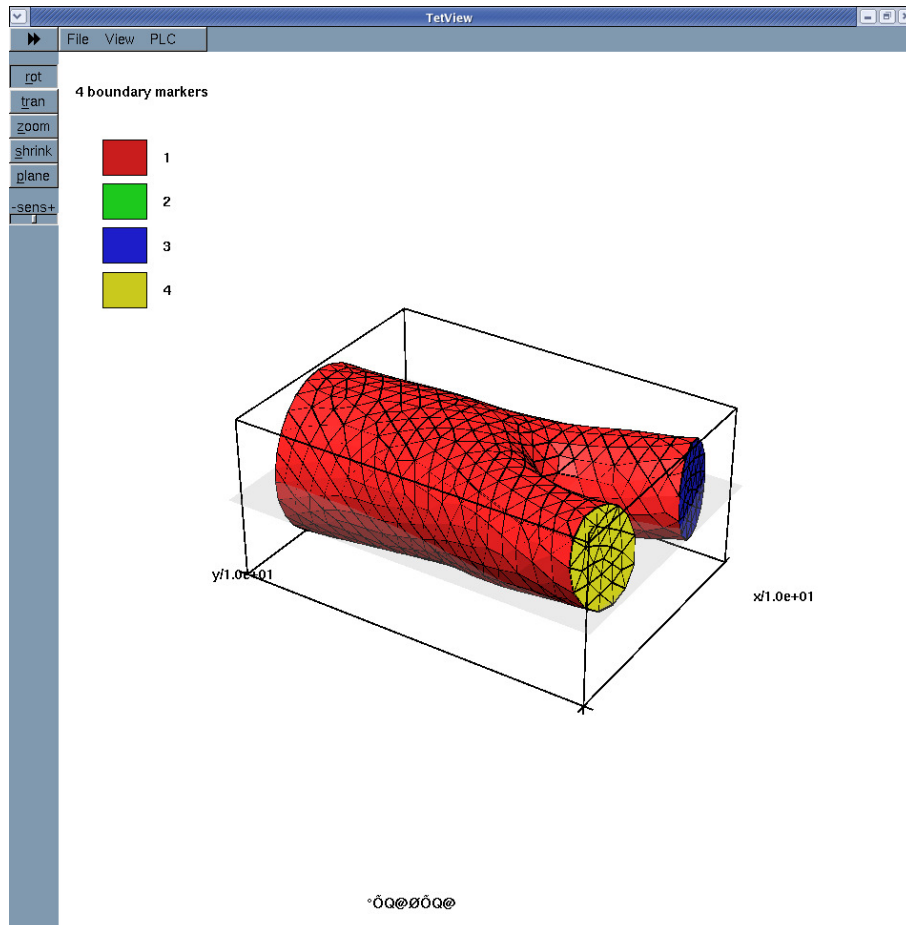 TetView
File View PLC
rot
tran
zoom
shrink
plane
-sens+
4 boundary markers
1
2
3
4
y/1.0e+01
x/1.0e+01
°ÕQ@ØÕQ@